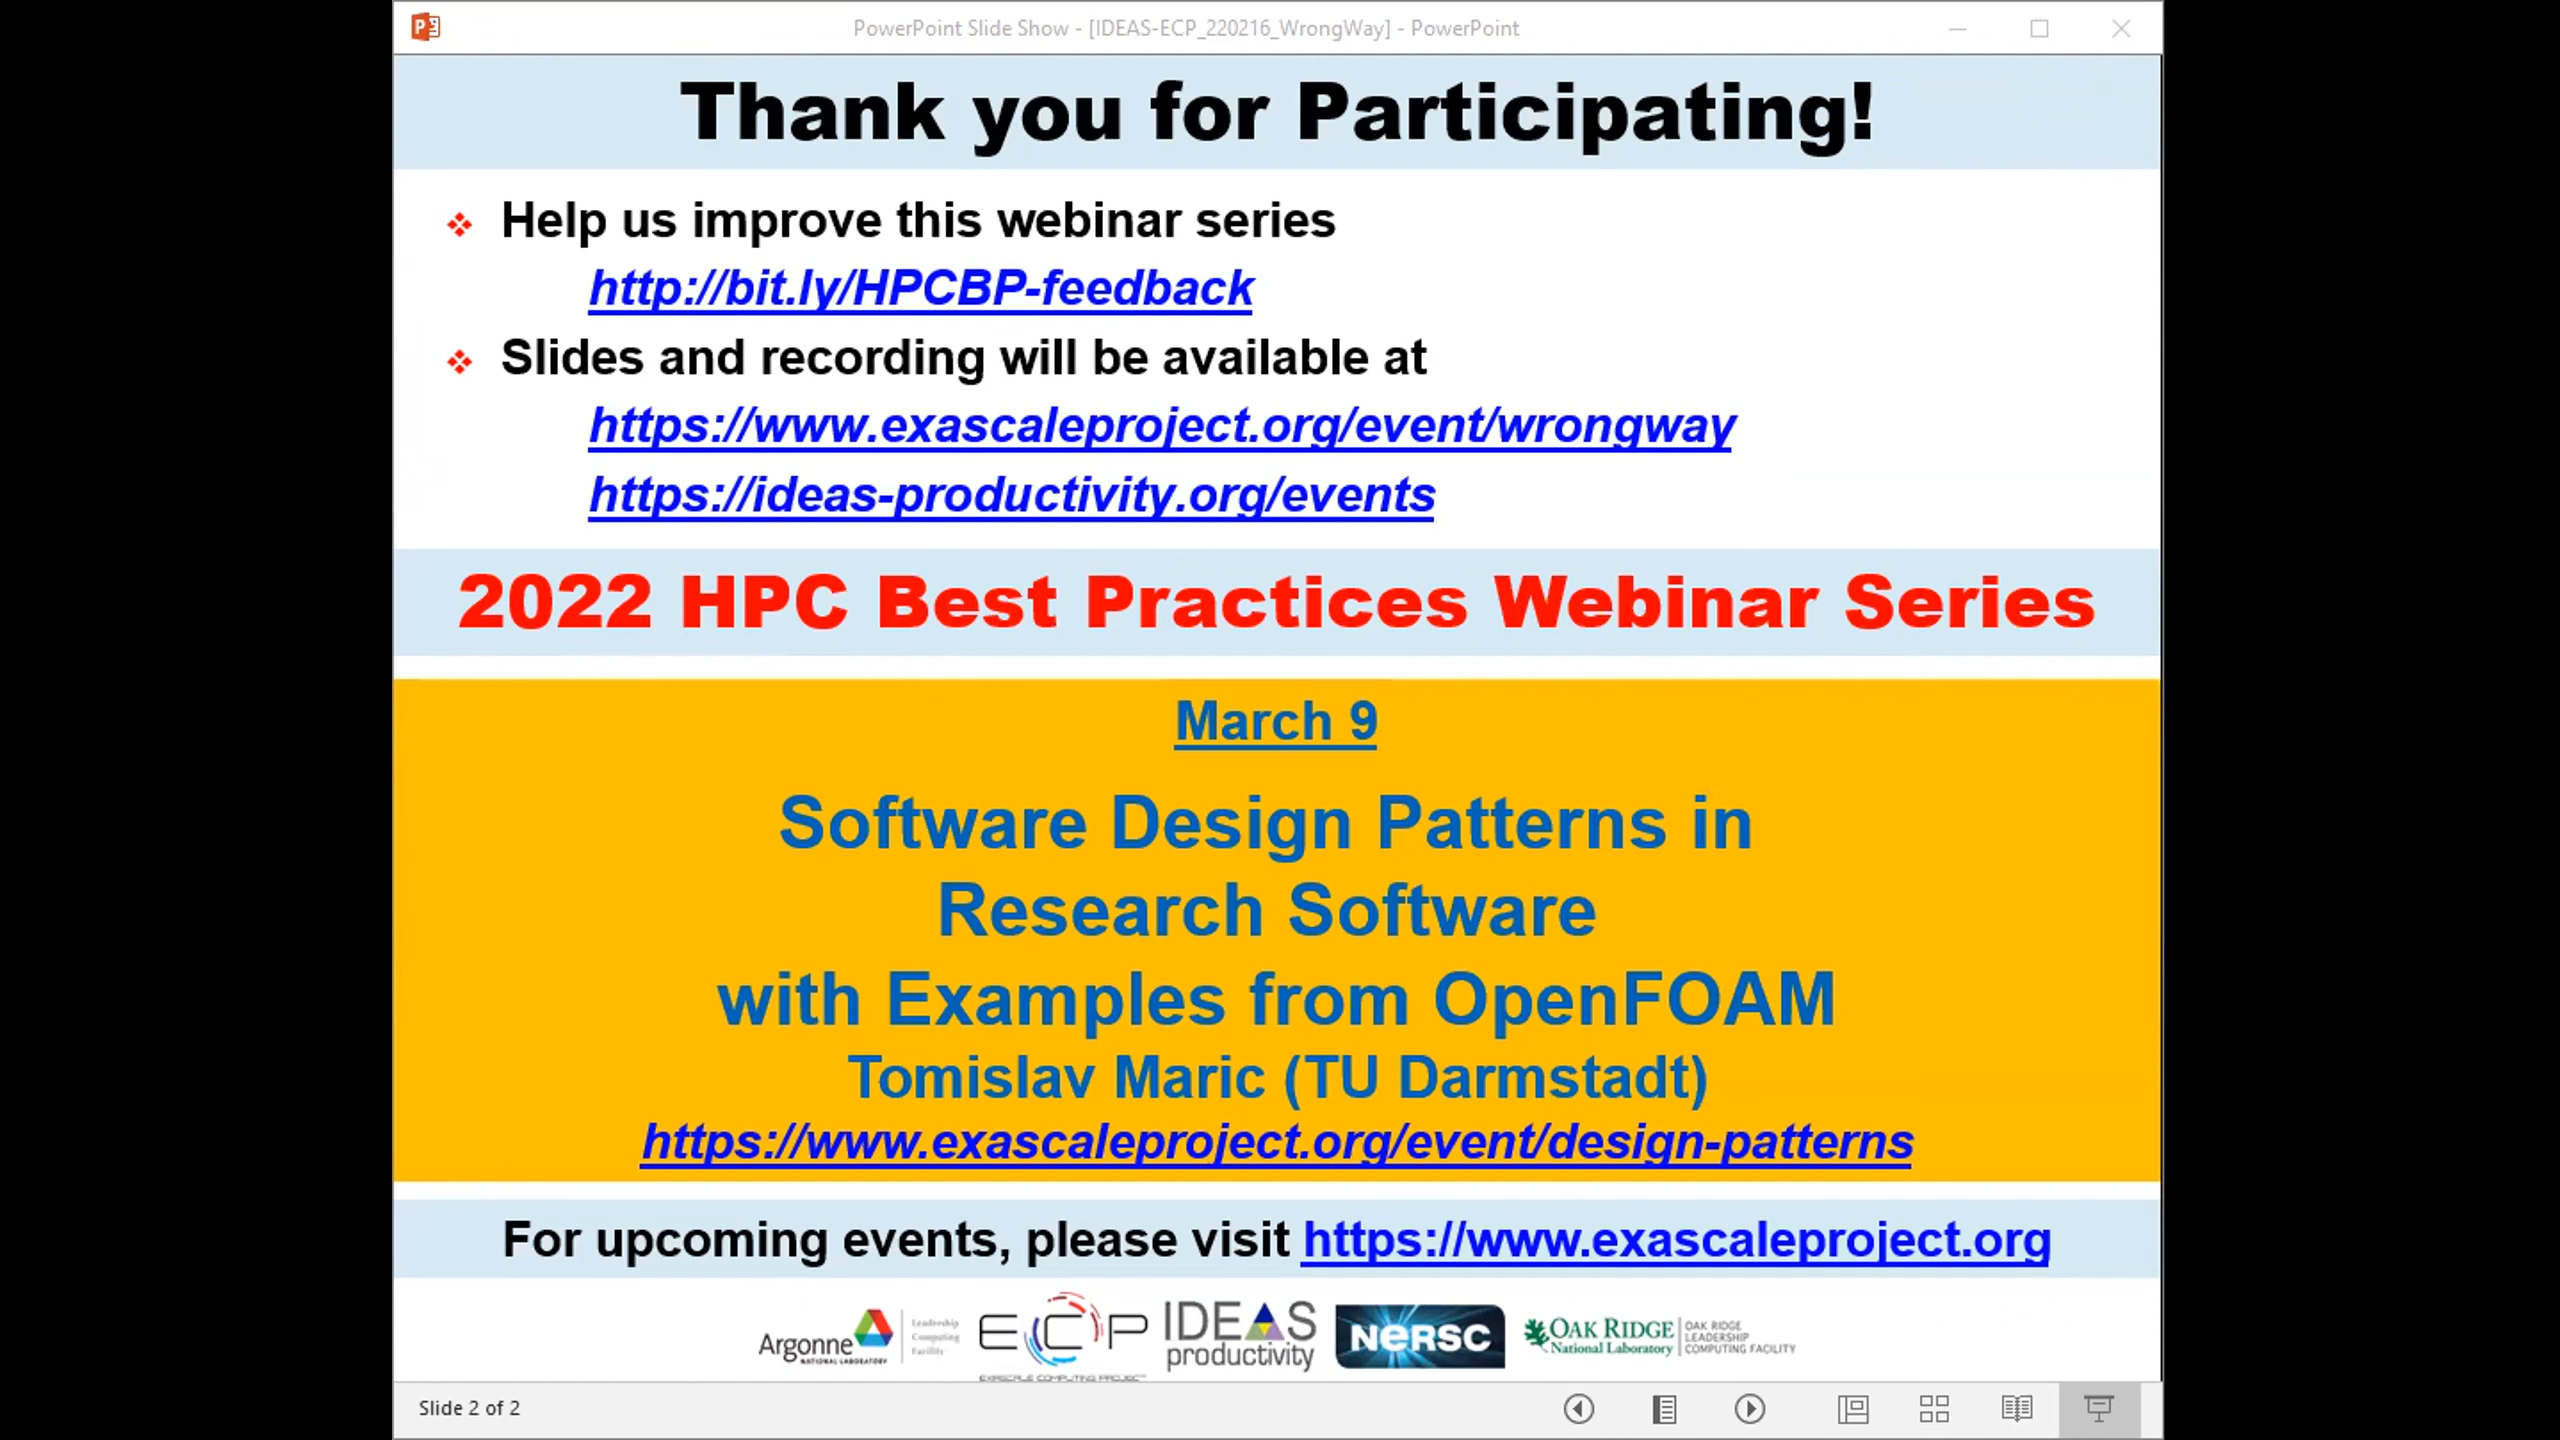 PowerPoint Slide Show - [IDEAS-ECP_220216_WrongWay] - PowerPoint
Thank you for Participating!
Help us improve this webinar series
http://bit.ly/HPCBP-feedback
Slides and recording will be available at
https://www.exascaleproject.org/event/wrongway
https://ideas-productivity.org/events
2022 HPC Best Practices Webinar Series
March 9
Software Design Patterns in
Research Software
with Examples from OpenFOAM
Tomislav Maric (TU Darmstadt)
https://www.exascaleproject.org/event/design-patterns
For upcoming events, please visit https://www.exascaleproject.org
Argonne
NATIONAL LABORATORY
Leadership
Computing
Facility
ECP
EXASCALE COMPUTING PROJECT
IDEAS
productivity
NERSC
OAK RIDGE
National Laboratory
OAK RIDGE
LEADERSHIP
COMPUTING FACILITY
Slide 2 of 2